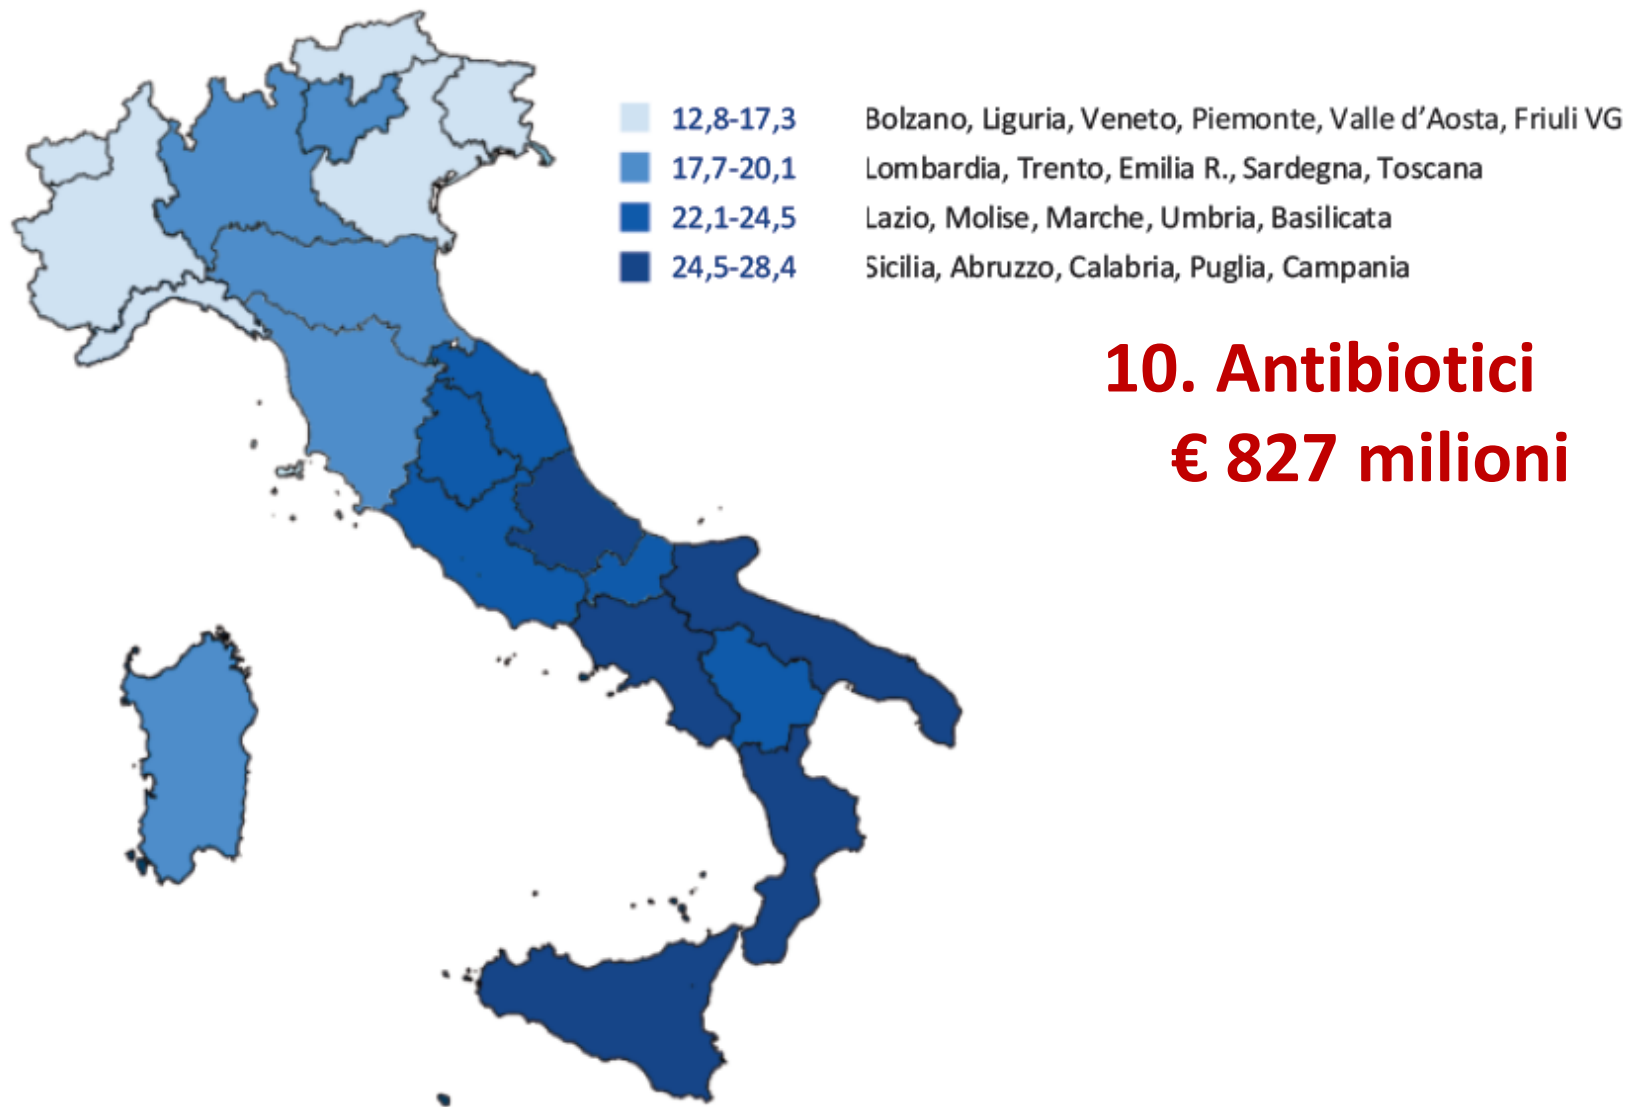 12,8-17,3 Bolzano, Liguria, Veneto, Piemonte, Valle d'Aosta, Friuli VG
17,7-20,1 Lombardia, Trento, Emilia R., Sardegna, Toscana
22,1-24,5 Lazio, Molise, Marche, Umbria, Basilicata
24,5-28,4 Sicilia, Abruzzo, Calabria, Puglia, Campania
10. Antibiotici
€ 827 milioni